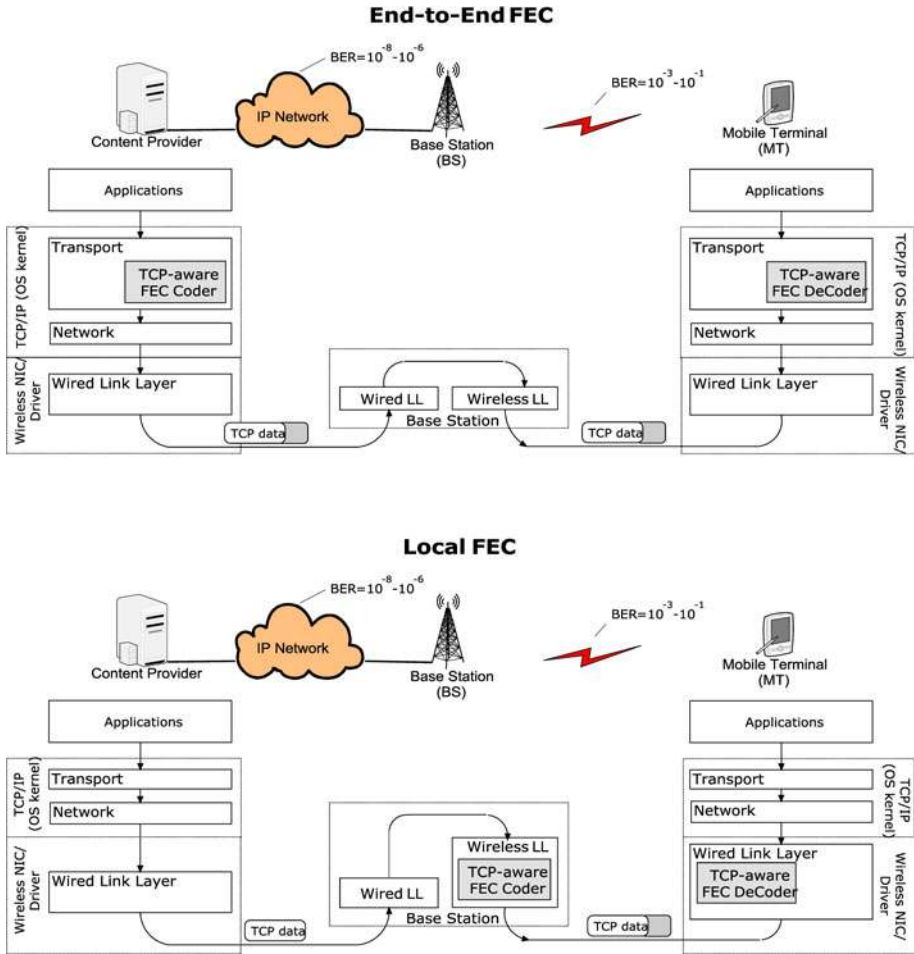 End-to-End FEC
BER=10^-8-10^-6
BER=10^-3-10^-1
IP Network
Content Provider
Base Station
(BS)
Mobile Terminal
(MT)
Applications
Applications
TCP/IP (OS kernel)
Transport
TCP-aware
FEC Coder
Network
Transport
TCP-aware
FEC DeCoder
Network
TCP/IP (OS
kernel)
Wireless NIC/
Driver
Wired Link Layer
Wired LL
Wireless LL
Base Station
Wired Link Layer
Wireless NIC/
Driver
TCP data
TCP data
Local FEC
BER=10^-8-10^-6
BER=10^-3-10^-1
IP Network
Content Provider
Base Station
(BS)
Mobile Terminal
(MT)
Applications
Applications
TCP/IP
(OS kernel)
Transport
Network
Transport
Network
TCP/IP
(OS kernel)
Wireless NIC/
Driver
Wired Link Layer
Wired LL
Wireless LL
TCP-aware
FEC Coder
Base Station
Wired Link Layer
TCP-aware
FEC DeCoder
Wireless NIC/
Driver
TCP data
TCP data